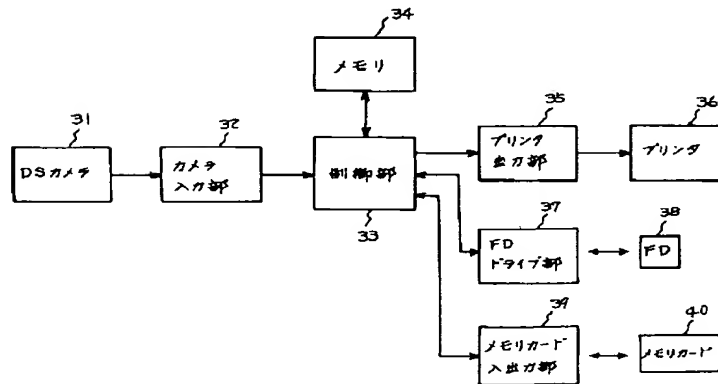 34
メモリ
31
DSカメラ
32
カメラ
入力部
制御部
33
35
プリンタ
出力部
36
プリンタ
37
FD
ドライブ部
38
FD
39
メモリカード
入出力部
40
メモリカード